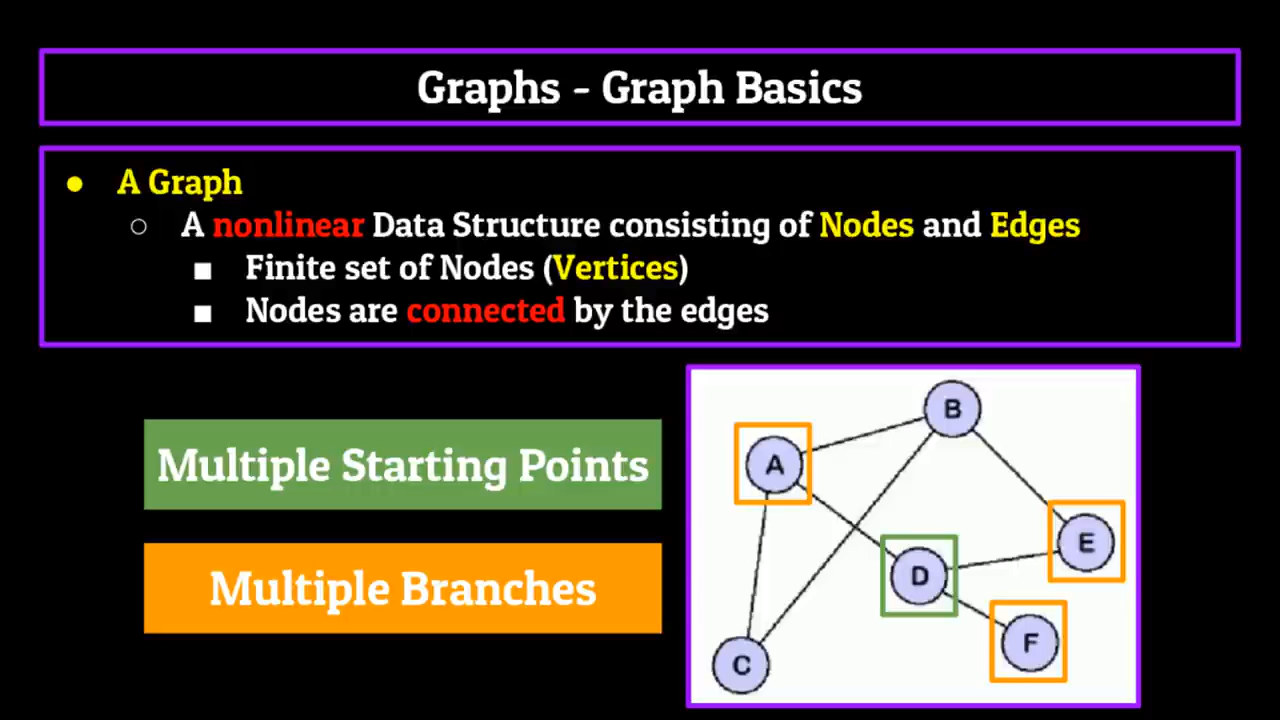 Graphs - Graph Basics
● A Graph
○ A nonlinear Data Structure consisting of Nodes and Edges
■ Finite set of Nodes (Vertices)
■ Nodes are connected by the edges
Multiple Starting Points
Multiple Branches
B
A
E
D
F
C